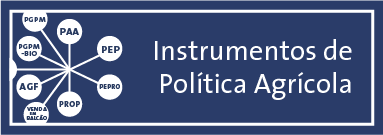 PGPM
PAA
PGPM
-BIO
PEP
AGF
PEPRO
VENDA
EM
BALCÃO
PROP
Instrumentos de
Política Agrícola